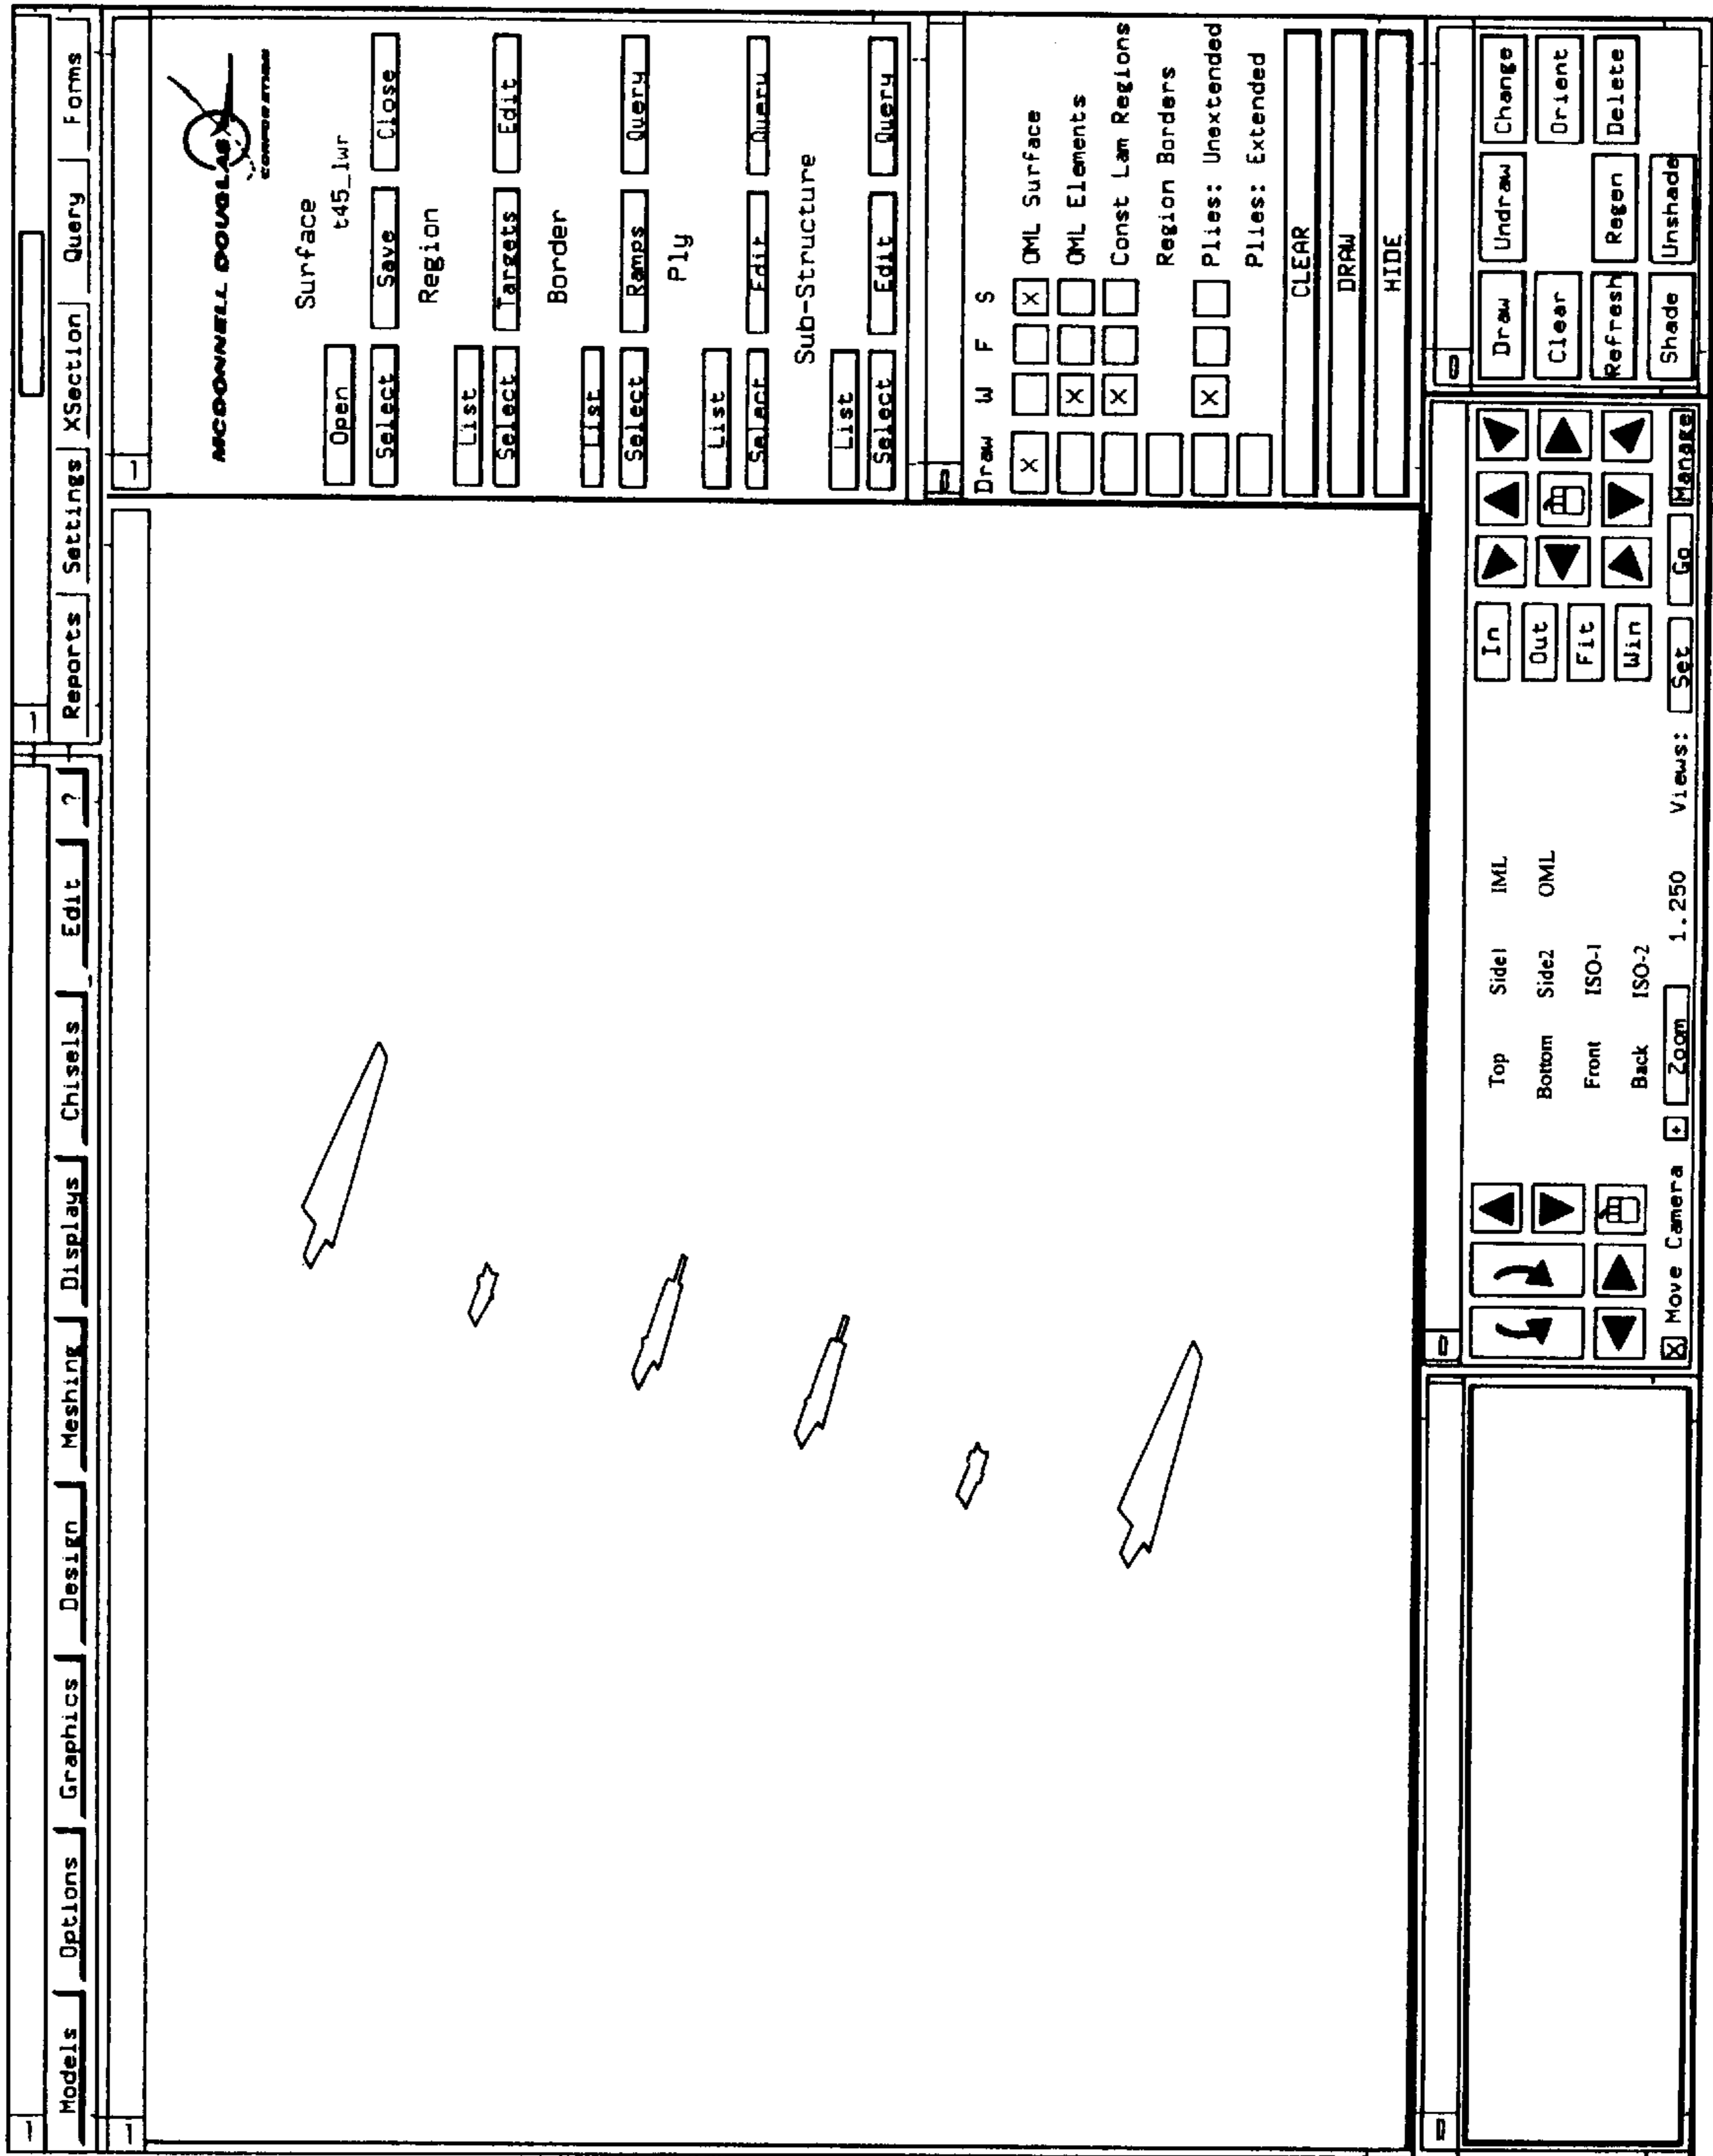 Models Options Graphics Design Meshing Displays Chisels Edit ?
Reports Settings XSection Query Forms
MCDONNELL DOUGLAS
Surface
Open t45_lwr
Select Save Close
Region
List
Select Targets Edit
Border
List
Select Ramps Query
Ply
List
Select Edit Query
Sub-Structure
List
Select Edit Query
Draw W F S
X X OML Surface
X OML Elements
X Const Lam Regions
Region Borders
X Plies: Unextended
Plies: Extended
CLEAR
DRAW
HIDE
Top Side1 IML In
Bottom Side2 OML Out
Front ISO-1 Fit
Back ISO-2 Win
X Move Camera + Zoom 1.250 Views: Set Go Manage
Draw Undraw Change
Clear Orient
Refresh Regen Delete
Shade Unshade